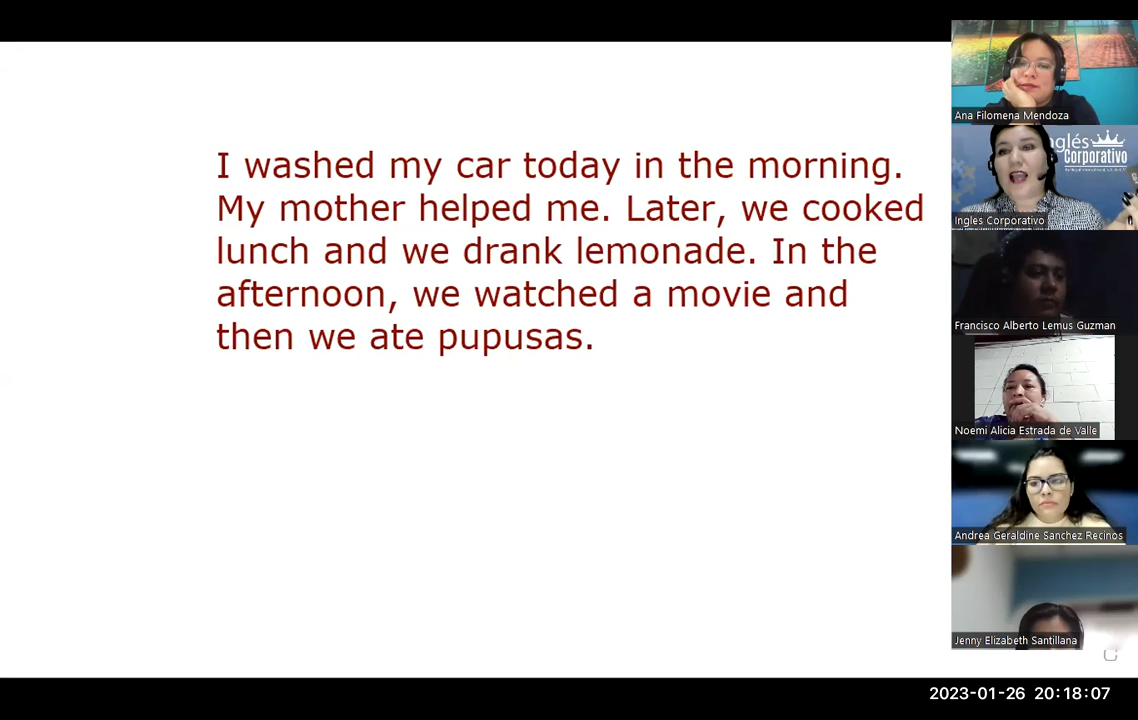 I washed my car today in the morning.
My mother helped me. Later, we cooked
lunch and we drank lemonade. In the
afternoon, we watched a movie and
then we ate pupusas.
Ana Filomena Mendoza
Inglés
Corporativo
Ingles Corporativo
Francisco Alberto Lemus Guzman
Noemi Alicia Estrada de Valle
Andrea Geraldine Sanchez Recinos
Jenny Elizabeth Santillana
2023-01-26 20:18:07